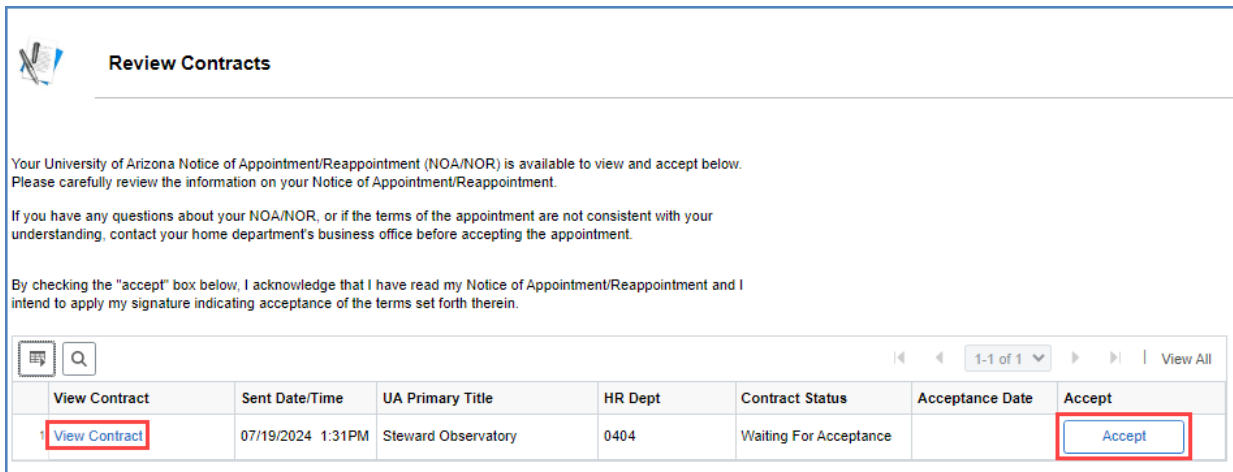 Review Contracts
Your University of Arizona Notice of Appointment/Reappointment (NOA/NOR) is available to view and accept below.
Please carefully review the information on your Notice of Appointment/Reappointment.
If you have any questions about your NOA/NOR, or if the terms of the appointment are not consistent with your
understanding, contact your home department's business office before accepting the appointment.
By checking the "accept" box below, I acknowledge that I have read my Notice of Appointment/Reappointment and I
intend to apply my signature indicating acceptance of the terms set forth therein.
1-1 of 1 | View All
View Contract Sent Date/Time UA Primary Title HR Dept Contract Status Acceptance Date Accept
1 View Contract 07/19/2024 1:31PM Steward Observatory 0404 Waiting For Acceptance Accept